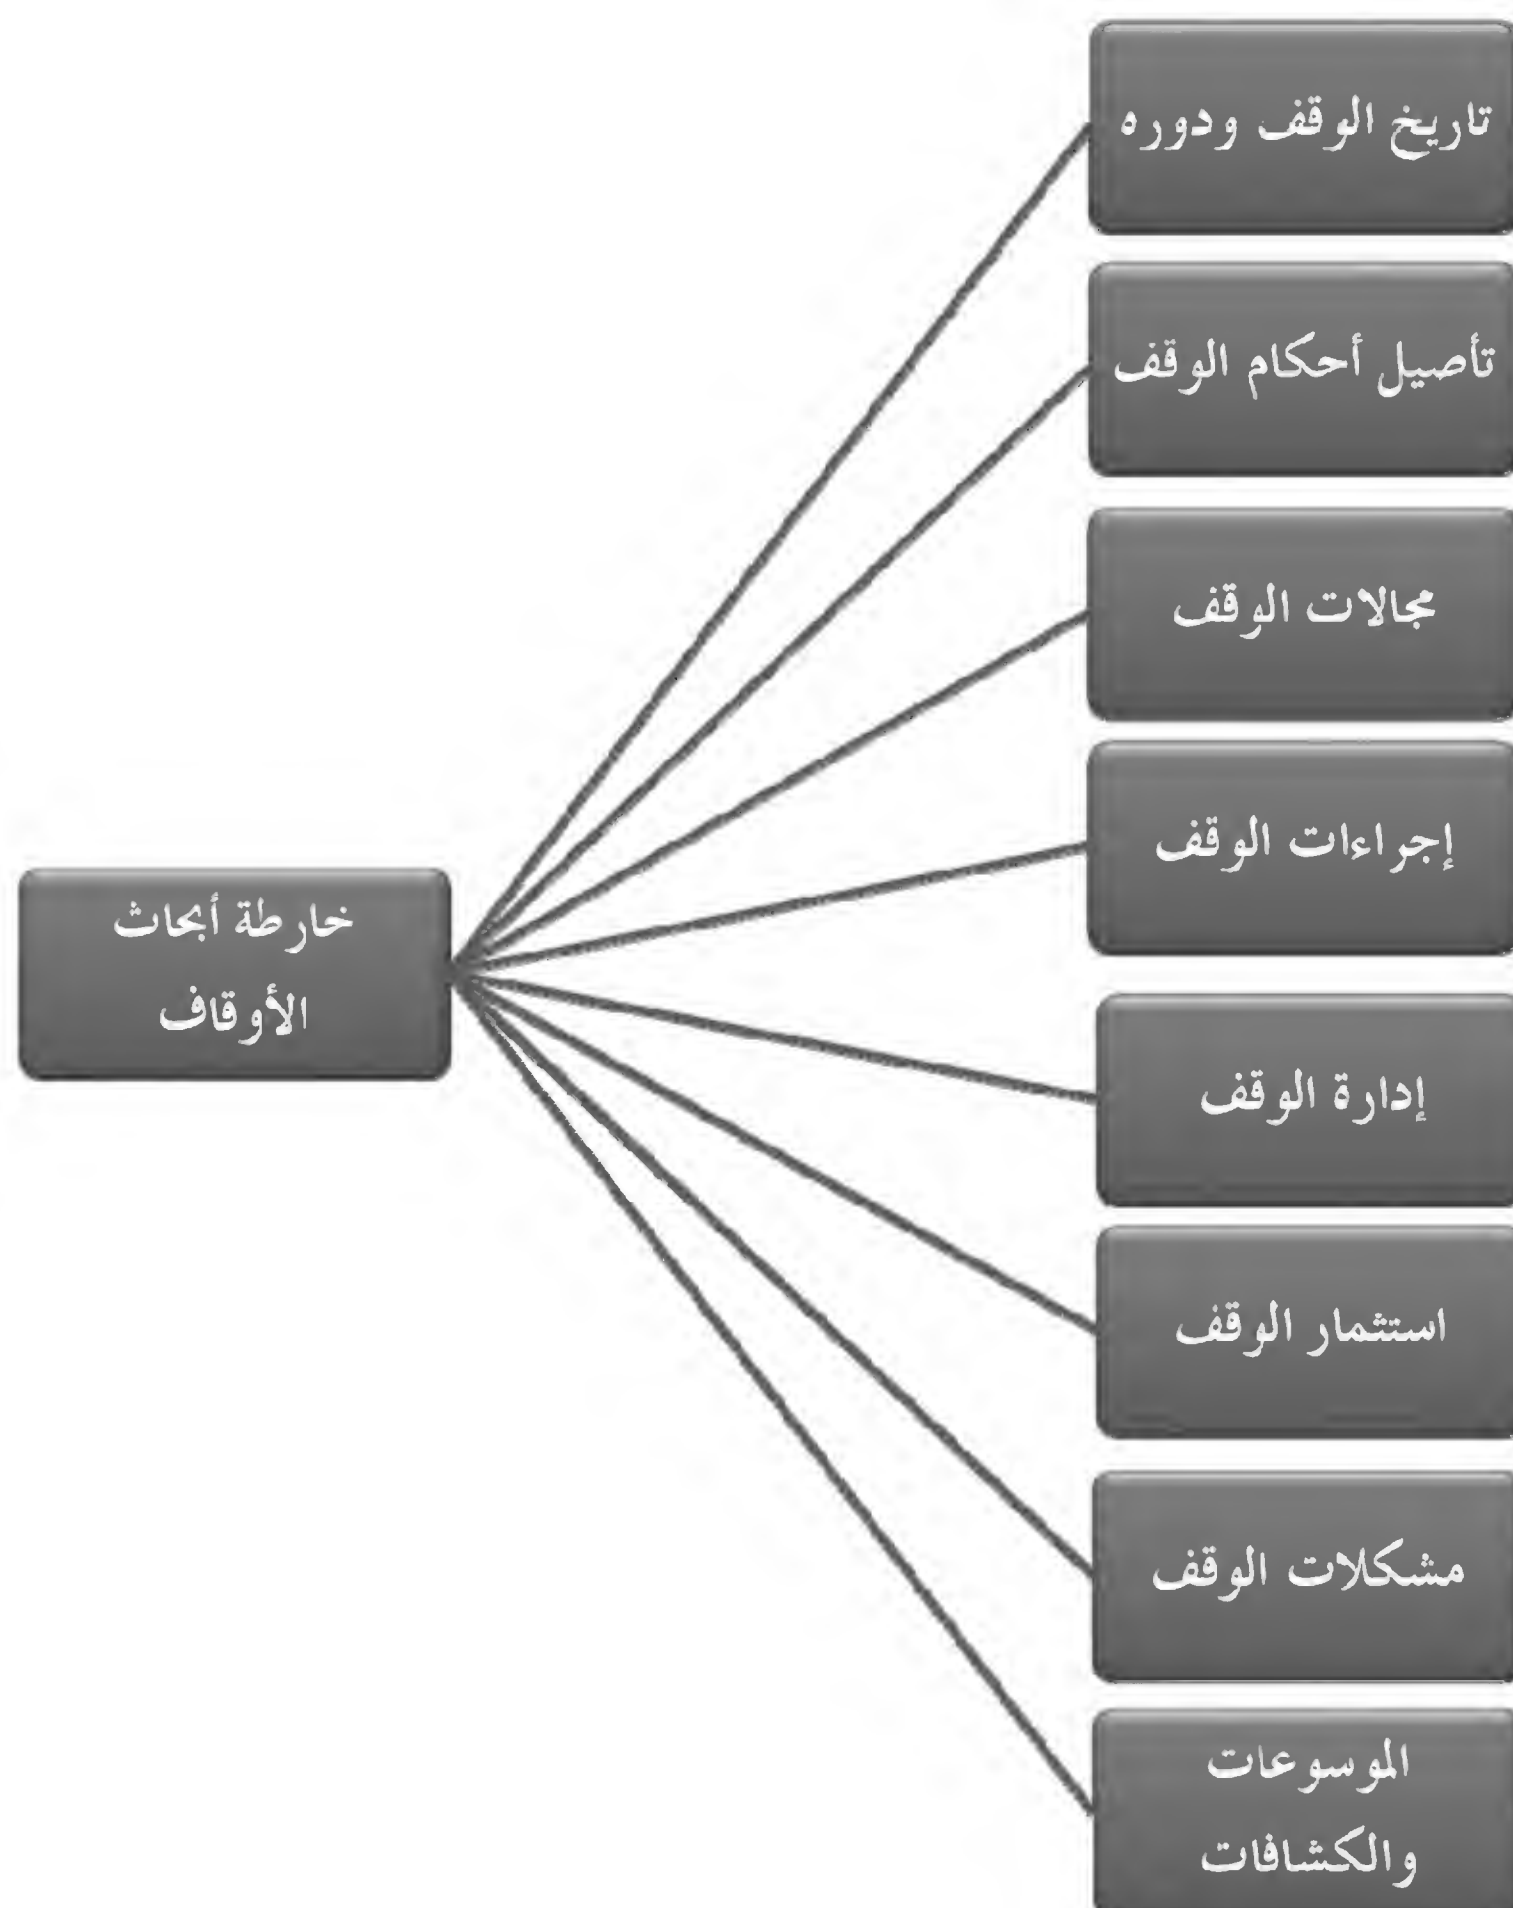 تاريخ الوقف ودوره
تأصيل أحكام الوقف
مجالات الوقف
إجراءات الوقف
خارطة أبحاث
الأوقاف
إدارة الوقف
استثمار الوقف
مشكلات الوقف
الموسوعات
والكشافات